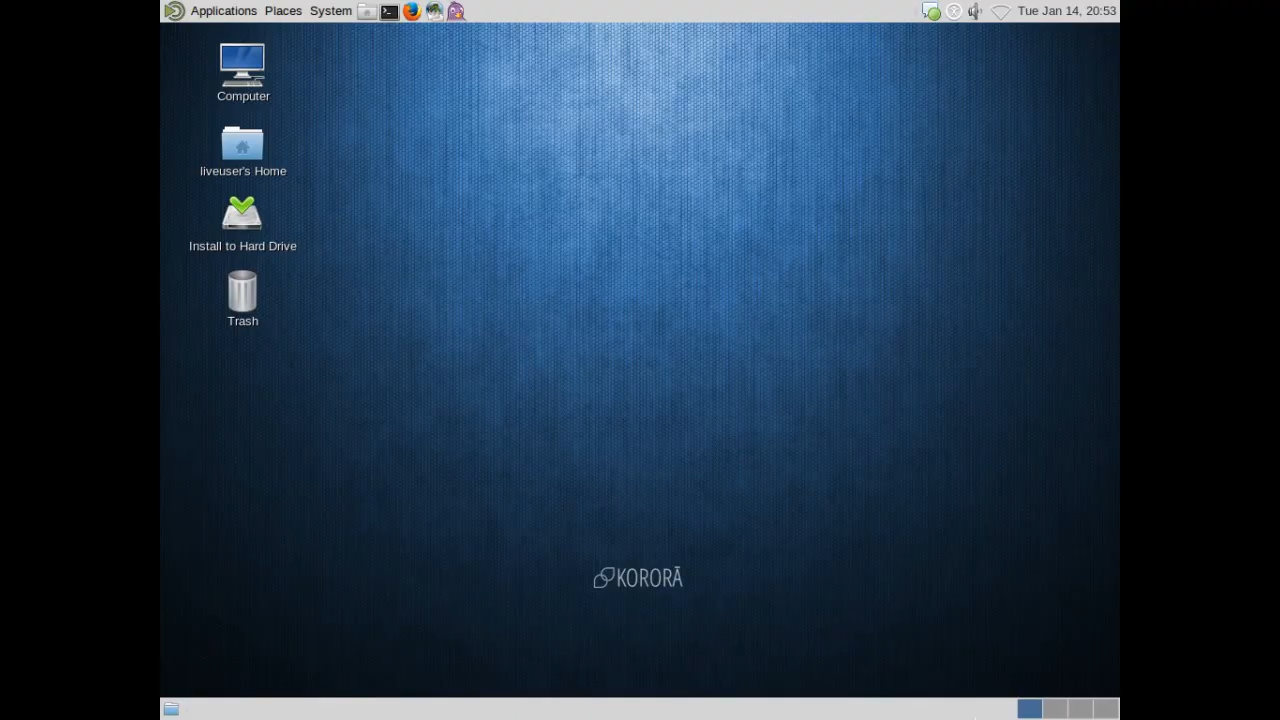 Applications Places System Tue Jan 14, 20:53
Computer
liveuser's Home
Install to Hard Drive
Trash
KORORĀ